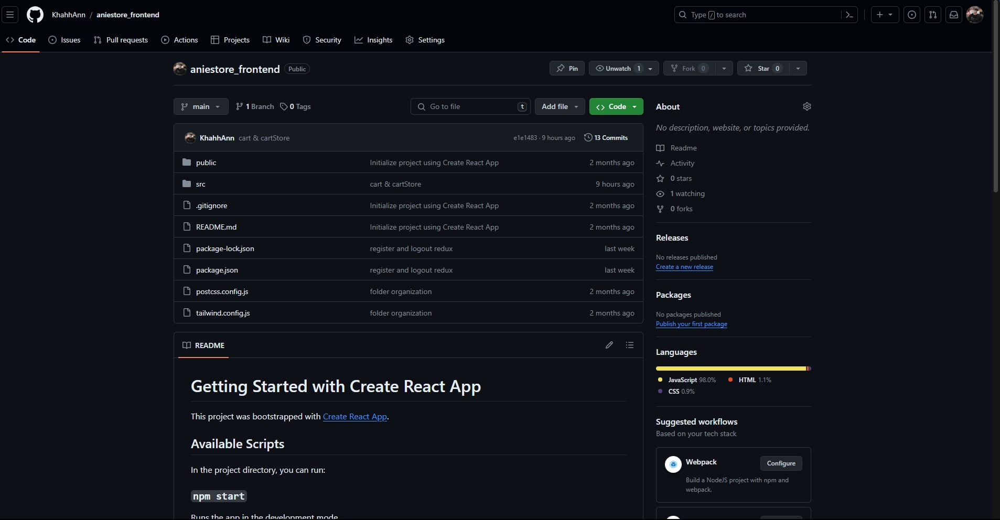 KhahhAnn / aniestore_frontend
Type / to search
Code Issues Pull requests Actions Projects Wiki Security Insights Settings
aniestore_frontend Public
Pin Unwatch 1 Fork 0 Star 0
main 1 Branch 0 Tags
Go to file t Add file Code
KhahhAnn cart & cartStore e1e1483 · 9 hours ago 13 Commits
public Initialize project using Create React App 2 months ago
src cart & cartStore 9 hours ago
.gitignore Initialize project using Create React App 2 months ago
README.md Initialize project using Create React App 2 months ago
package-lock.json register and logout redux last week
package.json register and logout redux last week
postcss.config.js folder organization 2 months ago
tailwind.config.js folder organization 2 months ago
README
Getting Started with Create React App
This project was bootstrapped with Create React App.
Available Scripts
In the project directory, you can run:
npm start
Runs the app in the development mode
About
No description, website, or topics provided.
Readme
Activity
0 stars
1 watching
0 forks
Releases
No releases published
Create a new release
Packages
No packages published
Publish your first package
Languages
JavaScript 98.0% HTML 1.1%
CSS 0.9%
Suggested workflows
Based on your tech stack
Webpack Configure
Build a NodeJS project with npm and
webpack.